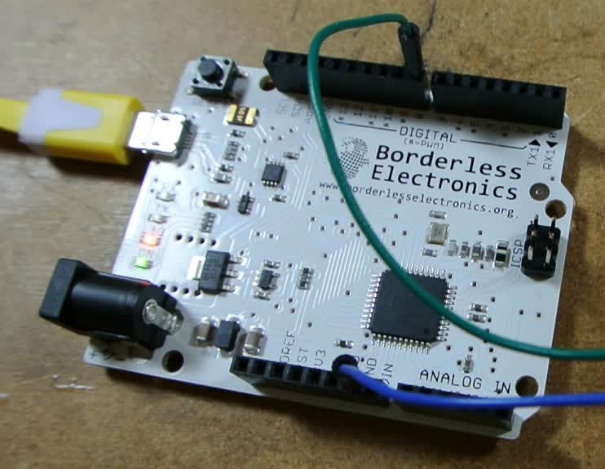 DIGITAL
(#=PWM)
TX1
RX1
Borderless
Electronics
www.borderlesselectronics.org
ICSP
ANALOG IN